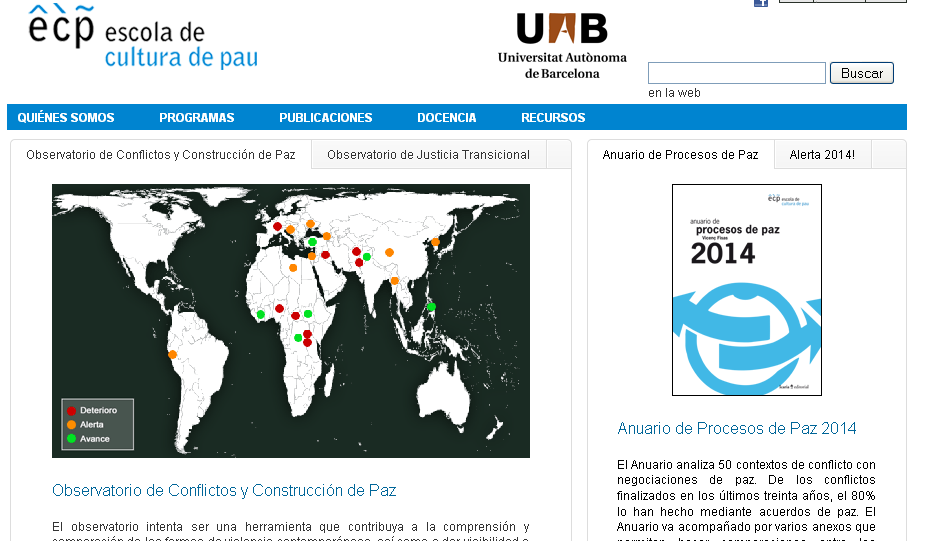 ecp escola de
cultura de pau
UAB
Universitat Autònoma
de Barcelona
Buscar
en la web
QUIÉNES SOMOS PROGRAMAS PUBLICACIONES DOCENCIA RECURSOS
Observatorio de Conflictos y Construcción de Paz Observatorio de Justicia Transicional
Anuario de Procesos de Paz Alerta 2014!
Deterioro
Alerta
Avance
Observatorio de Conflictos y Construcción de Paz
El observatorio intenta ser una herramienta que contribuya a la comprensión y
ecp escola de
cultura de pau
anuario de
procesos de paz
Vicenç Fisas
2014
Icaria editorial
Anuario de Procesos de Paz 2014
El Anuario analiza 50 contextos de conflicto con
negociaciones de paz. De los conflictos
finalizados en los últimos treinta años, el 80%
lo han hecho mediante acuerdos de paz. El
Anuario va acompañado por varios anexos que